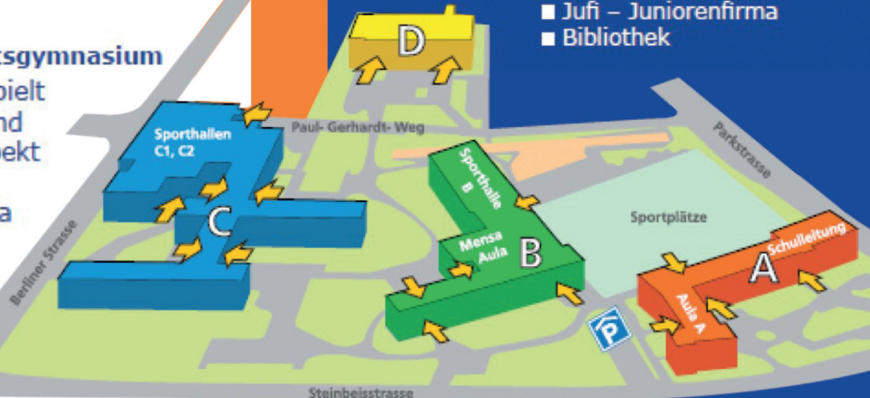 ■ Jufi – Juniorenfirma
■ Bibliothek
tsgymnasium
pielt
nd
pekt
a
D
Paul- Gerhardt- Weg
Sporthallen
C1, C2
C
Berliner Strasse
Sporthalle
B
Mensa
Aula
B
Parkstrasse
Sportplätze
Schulleitung
A
Aula A
P
Steinbeisstrasse